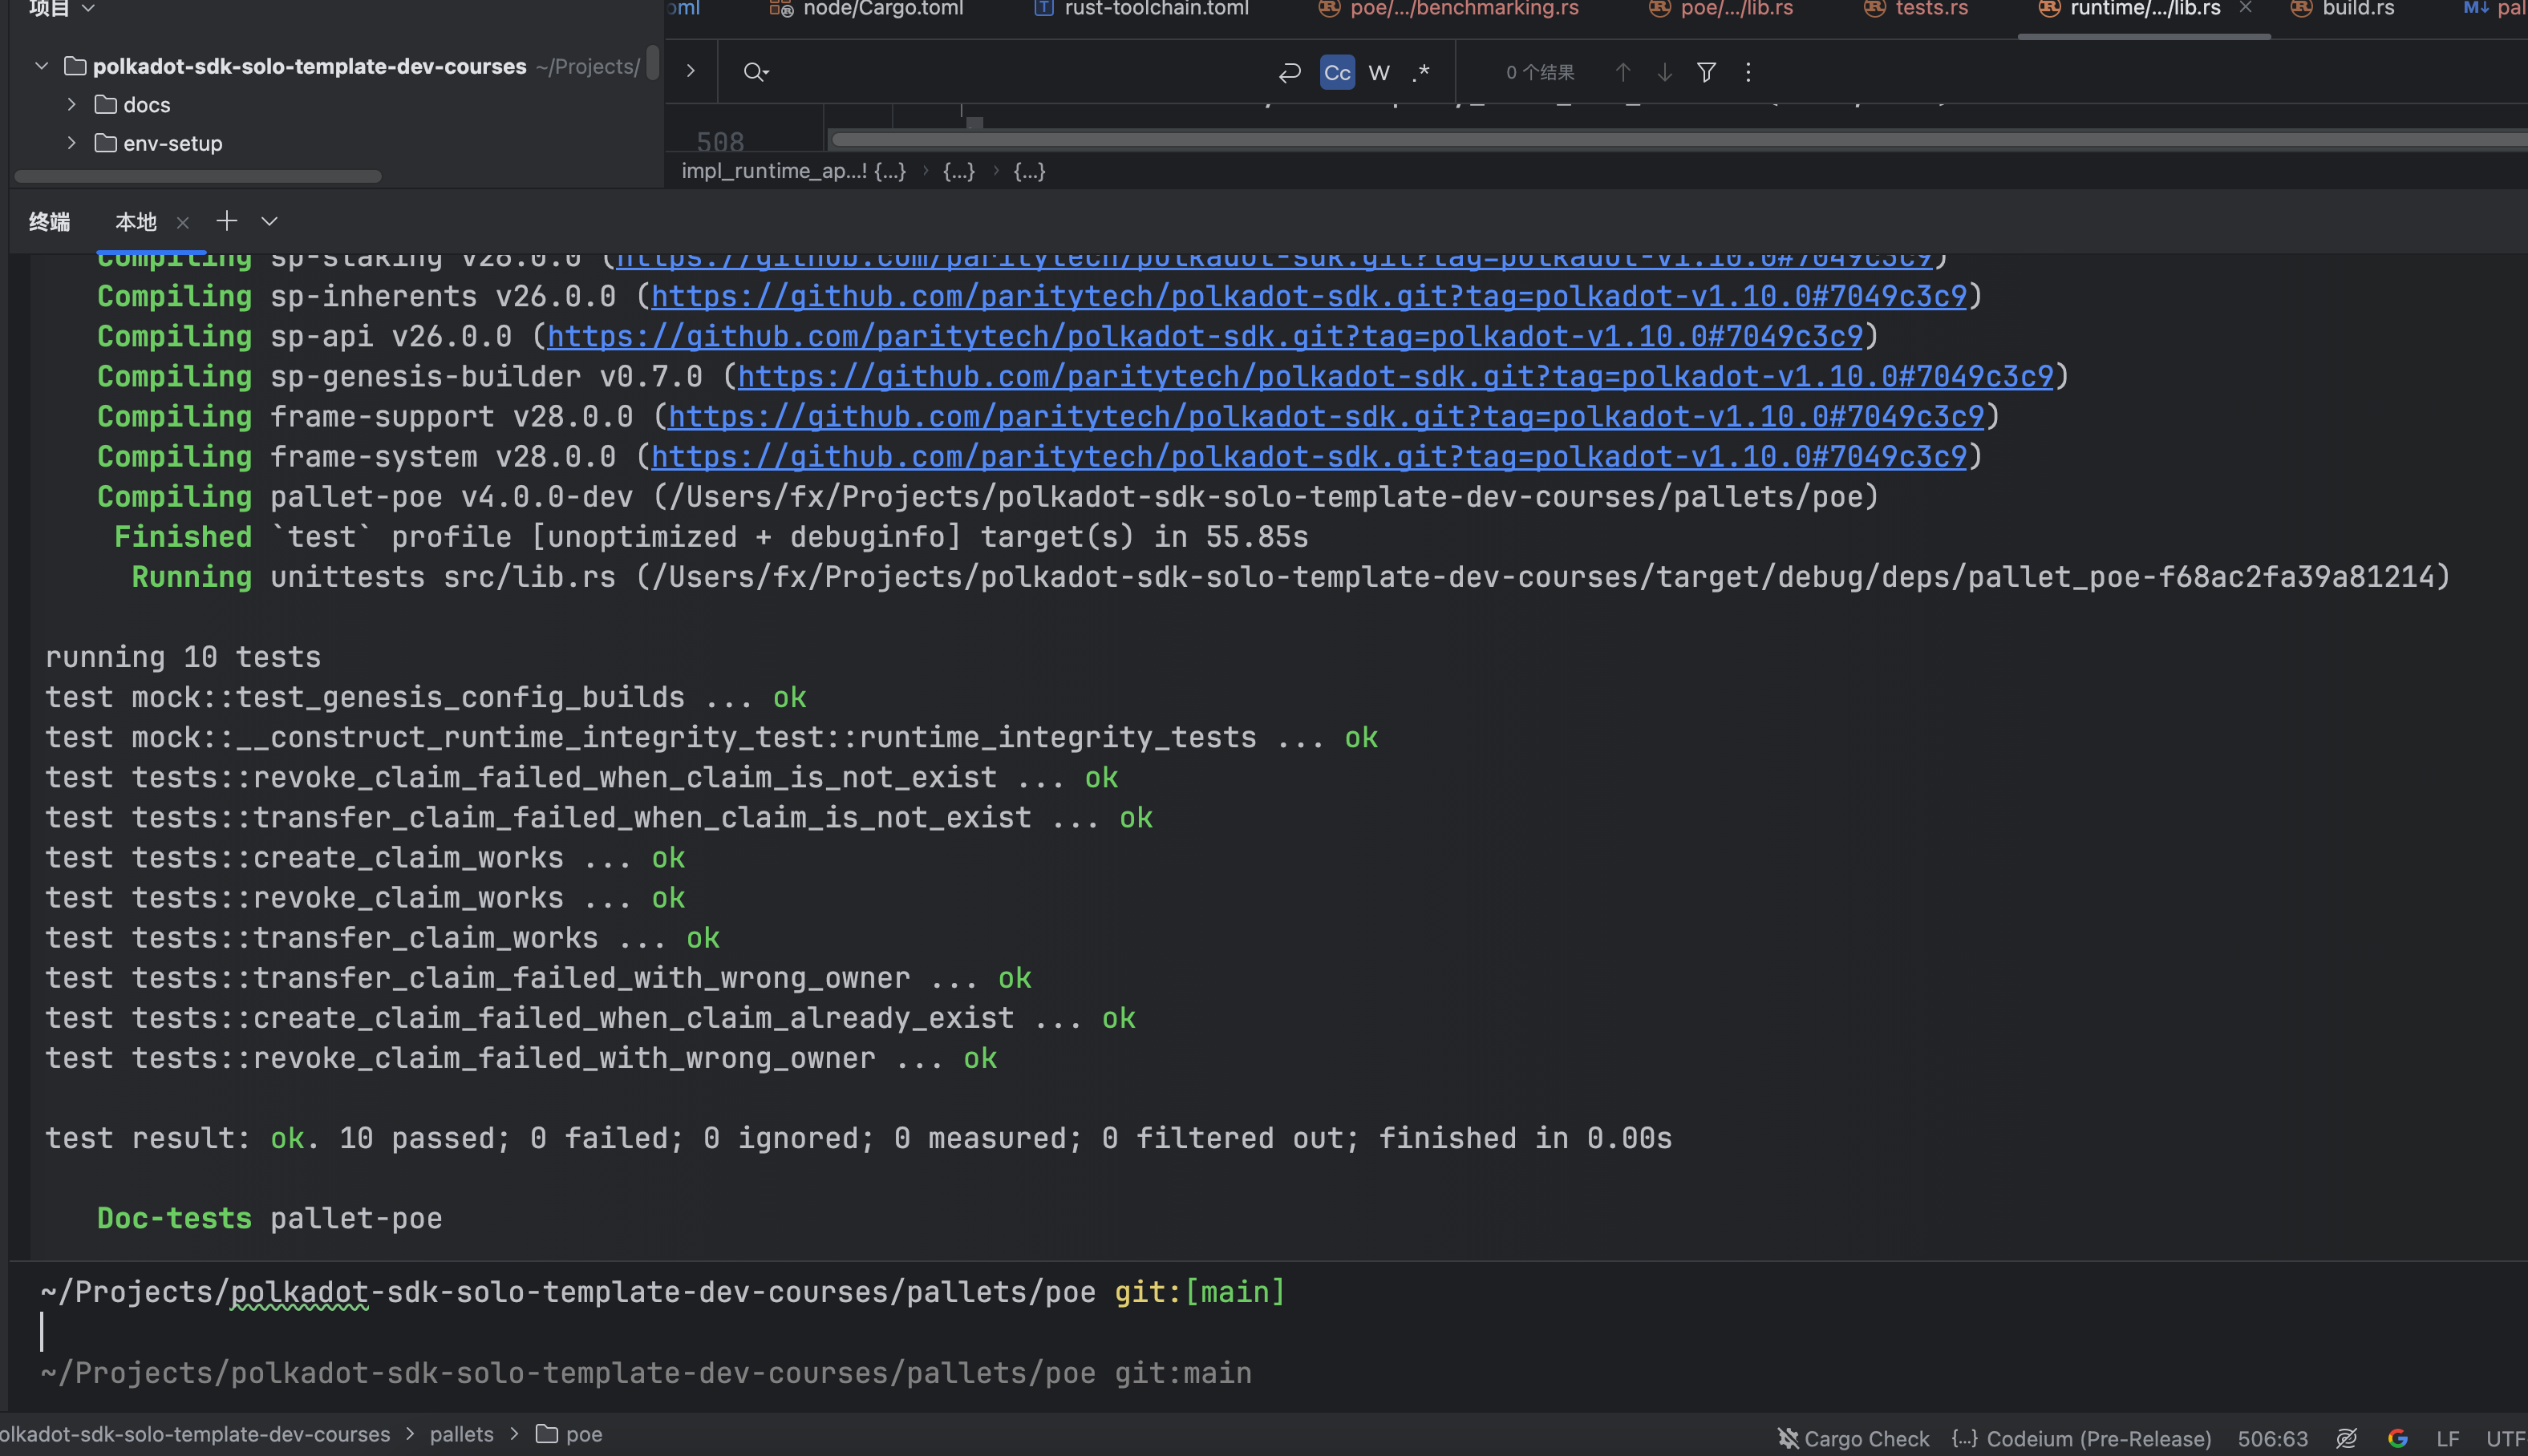 项目
node/Cargo.toml
rust-toolchain.toml
poe/.../benchmarking.rs
poe/.../lib.rs
tests.rs
runtime/.../lib.rs
build.rs
polkadot-sdk-solo-template-dev-courses ~/Projects/
docs
env-setup
Cc W .*
0 个结果
508
impl_runtime_ap...! {...} › {...} › {...}
终端 本地
Compiling sp-staking v26.0.0 (https://github.com/paritytech/polkadot-sdk.git?tag=polkadot-v1.10.0#7049c3c9)
Compiling sp-inherents v26.0.0 (https://github.com/paritytech/polkadot-sdk.git?tag=polkadot-v1.10.0#7049c3c9)
Compiling sp-api v26.0.0 (https://github.com/paritytech/polkadot-sdk.git?tag=polkadot-v1.10.0#7049c3c9)
Compiling sp-genesis-builder v0.7.0 (https://github.com/paritytech/polkadot-sdk.git?tag=polkadot-v1.10.0#7049c3c9)
Compiling frame-support v28.0.0 (https://github.com/paritytech/polkadot-sdk.git?tag=polkadot-v1.10.0#7049c3c9)
Compiling frame-system v28.0.0 (https://github.com/paritytech/polkadot-sdk.git?tag=polkadot-v1.10.0#7049c3c9)
Compiling pallet-poe v4.0.0-dev (/Users/fx/Projects/polkadot-sdk-solo-template-dev-courses/pallets/poe)
Finished `test` profile [unoptimized + debuginfo] target(s) in 55.85s
Running unittests src/lib.rs (/Users/fx/Projects/polkadot-sdk-solo-template-dev-courses/target/debug/deps/pallet_poe-f68ac2fa39a81214)
running 10 tests
test mock::test_genesis_config_builds ... ok
test mock::__construct_runtime_integrity_test::runtime_integrity_tests ... ok
test tests::revoke_claim_failed_when_claim_is_not_exist ... ok
test tests::transfer_claim_failed_when_claim_is_not_exist ... ok
test tests::create_claim_works ... ok
test tests::revoke_claim_works ... ok
test tests::transfer_claim_works ... ok
test tests::transfer_claim_failed_with_wrong_owner ... ok
test tests::create_claim_failed_when_claim_already_exist ... ok
test tests::revoke_claim_failed_with_wrong_owner ... ok
test result: ok. 10 passed; 0 failed; 0 ignored; 0 measured; 0 filtered out; finished in 0.00s
Doc-tests pallet-poe
~/Projects/polkadot-sdk-solo-template-dev-courses/pallets/poe git:[main]
~/Projects/polkadot-sdk-solo-template-dev-courses/pallets/poe git:main
olkadot-sdk-solo-template-dev-courses › pallets › poe
Cargo Check {...} Codeium (Pre-Release) 506:63 LF UTF